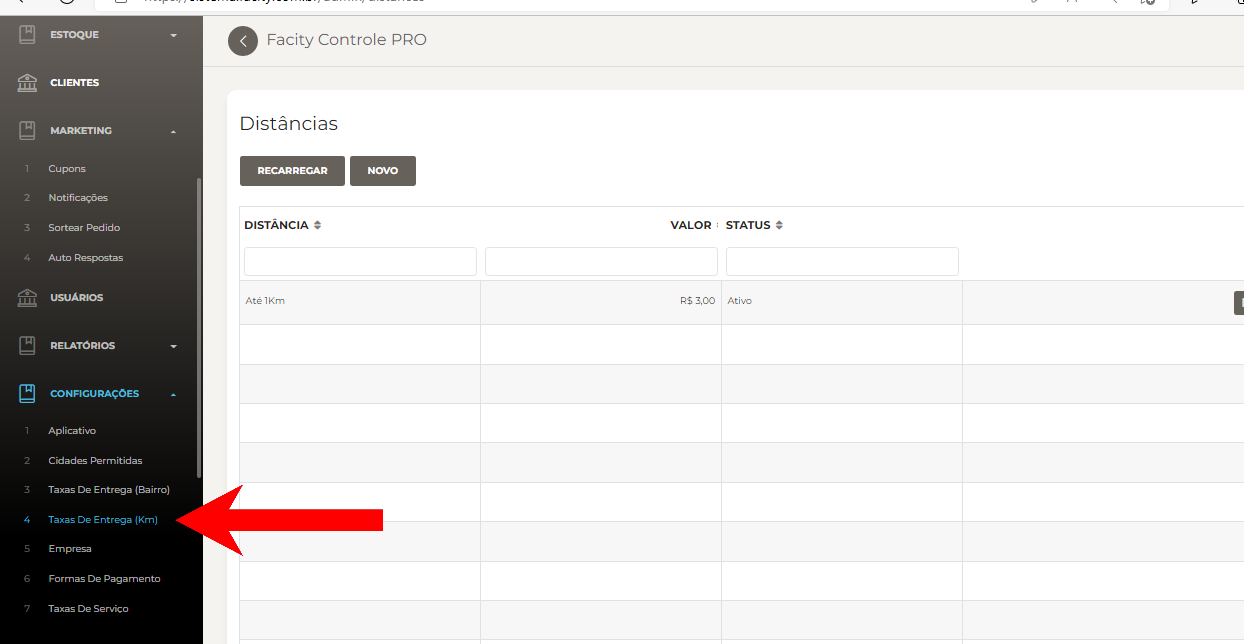 ESTOQUE
CLIENTES
MARKETING
1 Cupons
2 Notificações
3 Sortear Pedido
4 Auto Respostas
USUÁRIOS
RELATÓRIOS
CONFIGURAÇÕES
1 Aplicativo
2 Cidades Permitidas
3 Taxas De Entrega (Bairro)
4 Taxas De Entrega (Km)
5 Empresa
6 Formas De Pagamento
7 Taxas De Serviço
Facity Controle PRO
Distâncias
RECARREGAR NOVO
DISTÂNCIA VALOR STATUS
Até 1Km R$ 3,00 Ativo